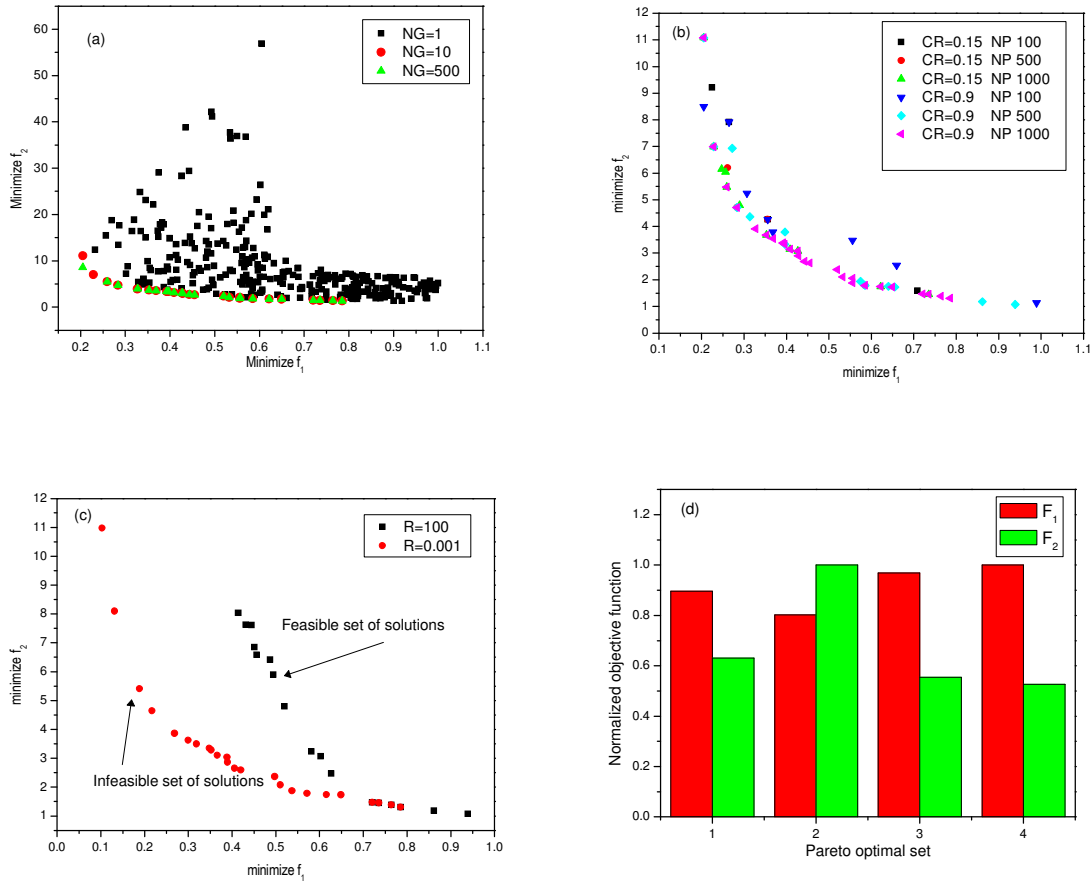 (a)
NG=1
NG=10
NG=500
60
50
40
30
20
10
0
Minimize f₂
0.2 0.3 0.4 0.5 0.6 0.7 0.8 0.9 1.0 1.1
Minimize f₁
(b)
CR=0.15 NP 100
CR=0.15 NP 500
CR=0.15 NP 1000
CR=0.9 NP 100
CR=0.9 NP 500
CR=0.9 NP 1000
12
11
10
9
8
7
6
5
4
3
2
1
0
minimize f₂
0.1 0.2 0.3 0.4 0.5 0.6 0.7 0.8 0.9 1.0 1.1
minimize f₁
(c)
R=100
R=0.001
Feasible set of solutions
Infeasible set of solutions
12
11
10
9
8
7
6
5
4
3
2
1
minimize f₂
0.0 0.1 0.2 0.3 0.4 0.5 0.6 0.7 0.8 0.9 1.0
minimize f₁
(d)
F₁
F₂
1.2
1.0
0.8
0.6
0.4
0.2
0.0
Normalized objective function
1 2 3 4
Pareto optimal set